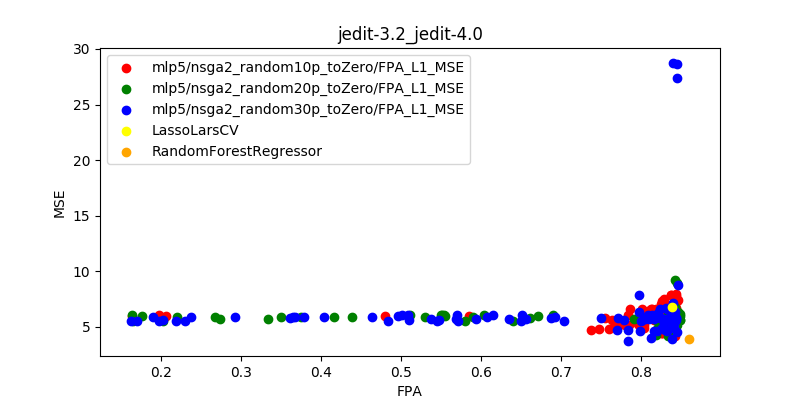 jedit-3.2_jedit-4.0
30
25
20
15
10
5
MSE
mlp5/nsga2_random10p_toZero/FPA_L1_MSE
mlp5/nsga2_random20p_toZero/FPA_L1_MSE
mlp5/nsga2_random30p_toZero/FPA_L1_MSE
LassoLarsCV
RandomForestRegressor
0.2 0.3 0.4 0.5 0.6 0.7 0.8
FPA